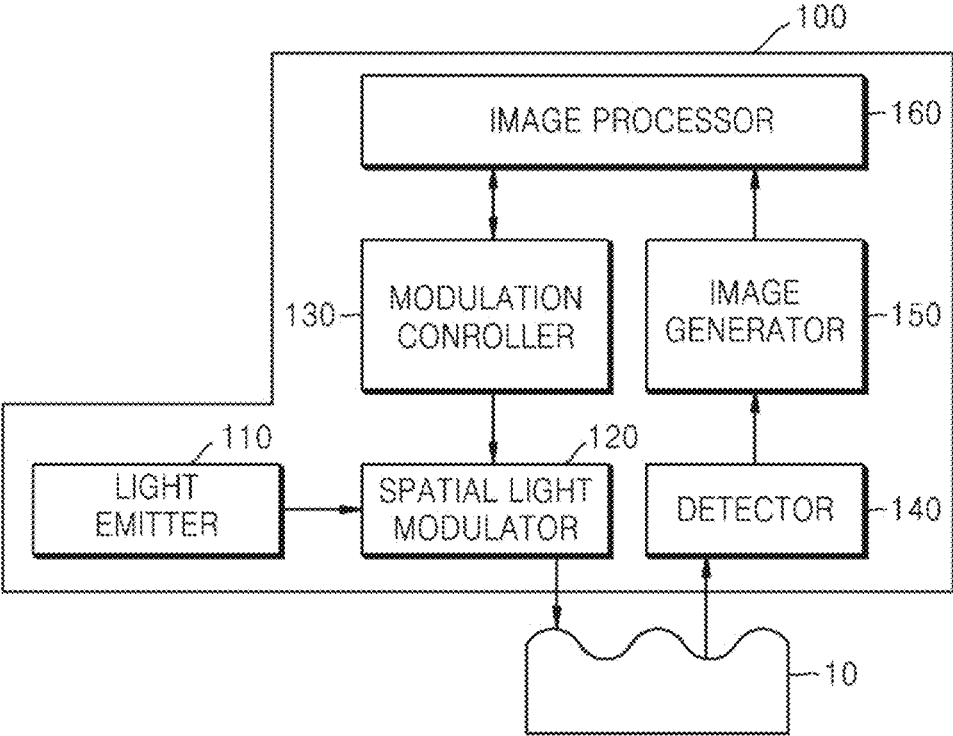 100
IMAGE PROCESSOR
160
130
MODULATION
CONROLLER
IMAGE
GENERATOR
150
110
LIGHT
EMITTER
120
SPATIAL LIGHT
MODULATOR
DETECTOR
140
10